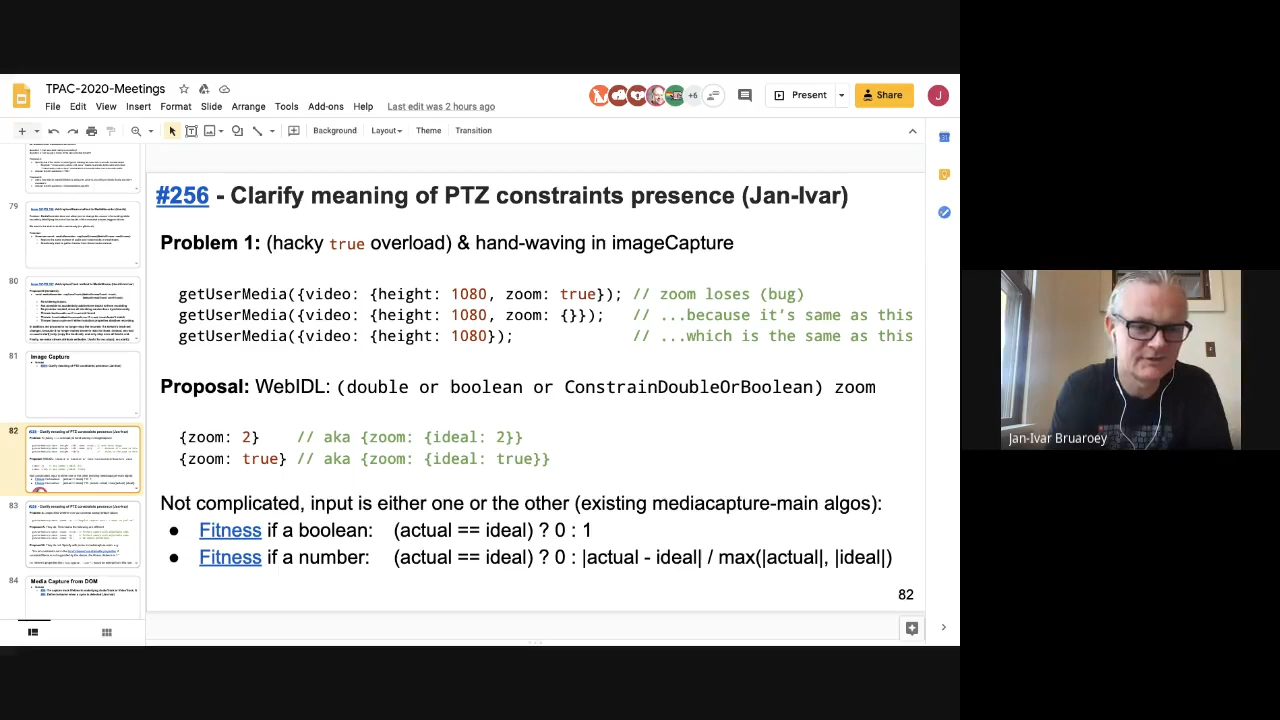 TPAC-2020-Meetings
File Edit View Insert Format Slide Arrange Tools Add-ons Help Last edit was 2 hours ago
+6
Present
Share
J
Background Layout Theme Transition
79
80
81
Image Capture
82
83
84
Media Capture from DOM
#256 - Clarify meaning of PTZ constraints presence (Jan-Ivar)
Problem 1: (hacky true overload) & hand-waving in imageCapture
getUserMedia({video: {height: 1080, zoom: true}); // zoom loses (bug)
getUserMedia({video: {height: 1080, zoom: {}}); // ...because it's same as this
getUserMedia({video: {height: 1080}); // ...which is the same as this
Proposal: WebIDL: (double or boolean or ConstrainDoubleOrBoolean) zoom
{zoom: 2} // aka {zoom: {ideal: 2}}
{zoom: true} // aka {zoom: {ideal: true}}
Not complicated, input is either one or the other (existing mediacapture-main algos):
● Fitness if a boolean: (actual == ideal) ? 0 : 1
● Fitness if a number: (actual == ideal) ? 0 : |actual - ideal| / max(|actual|, |ideal|)
82
Jan-Ivar Bruaroey